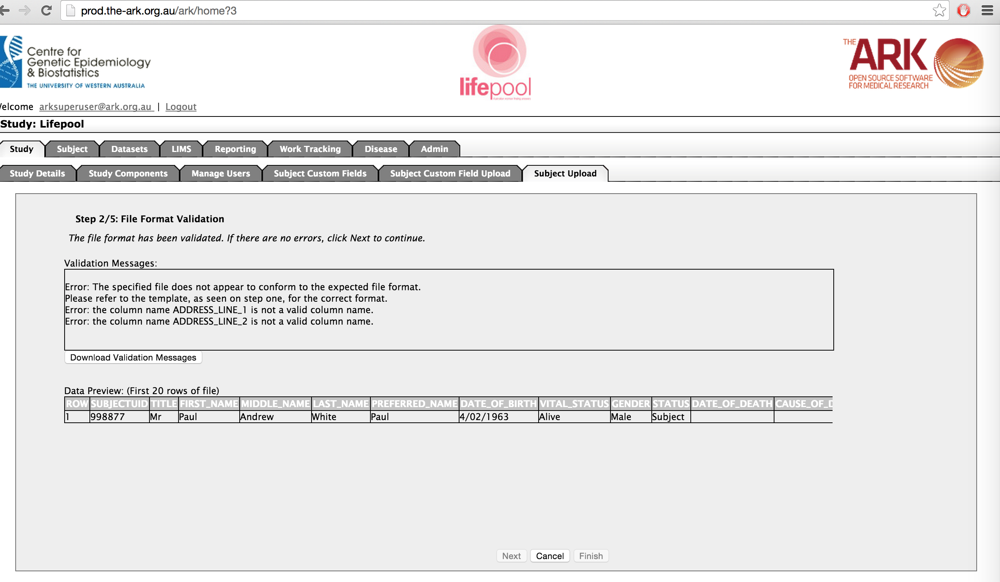 prod.the-ark.org.au/ark/home?3
Centre for
Genetic Epidemiology
& Biostatistics
THE UNIVERSITY OF WESTERN AUSTRALIA
lifepool
Australian women finding answers
THE ARK
OPEN SOURCE SOFTWARE
FOR MEDICAL RESEARCH
elcome arksuperuser@ark.org.au | Logout
Study: Lifepool
Study Subject Datasets LIMS Reporting Work Tracking Disease Admin
Study Details Study Components Manage Users Subject Custom Fields Subject Custom Field Upload Subject Upload
Step 2/5: File Format Validation
The file format has been validated. If there are no errors, click Next to continue.
Validation Messages:
Error: The specified file does not appear to conform to the expected file format.
Please refer to the template, as seen on step one, for the correct format.
Error: the column name ADDRESS_LINE_1 is not a valid column name.
Error: the column name ADDRESS_LINE_2 is not a valid column name.
Download Validation Messages
Data Preview: (First 20 rows of file)
ROW SUBJECTUID TITLE FIRST_NAME MIDDLE_NAME LAST_NAME PREFERRED_NAME DATE_OF_BIRTH VITAL_STATUS GENDER STATUS DATE_OF_DEATH CAUSE_OF_D
1 998877 Mr Paul Andrew White Paul 4/02/1963 Alive Male Subject
Next Cancel Finish